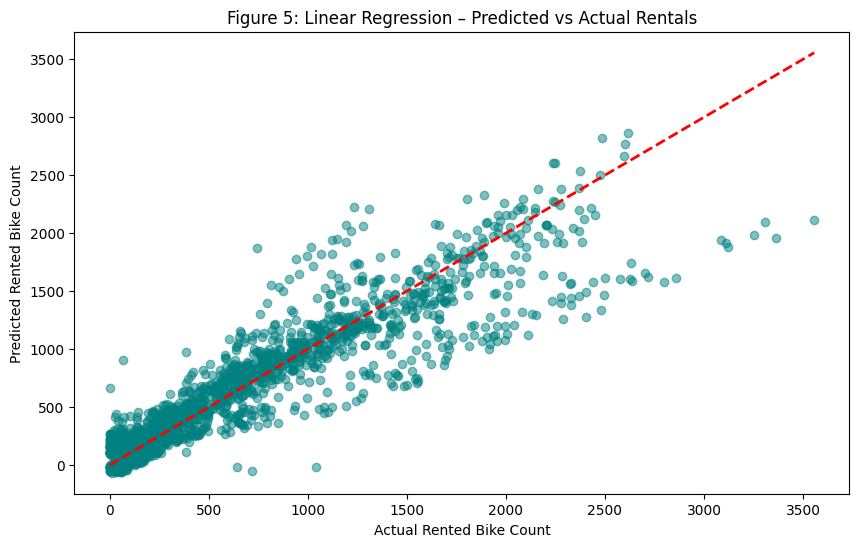 Figure 5: Linear Regression – Predicted vs Actual Rentals
Predicted Rented Bike Count
3500
3000
2500
2000
1500
1000
500
0
0 500 1000 1500 2000 2500 3000 3500
Actual Rented Bike Count